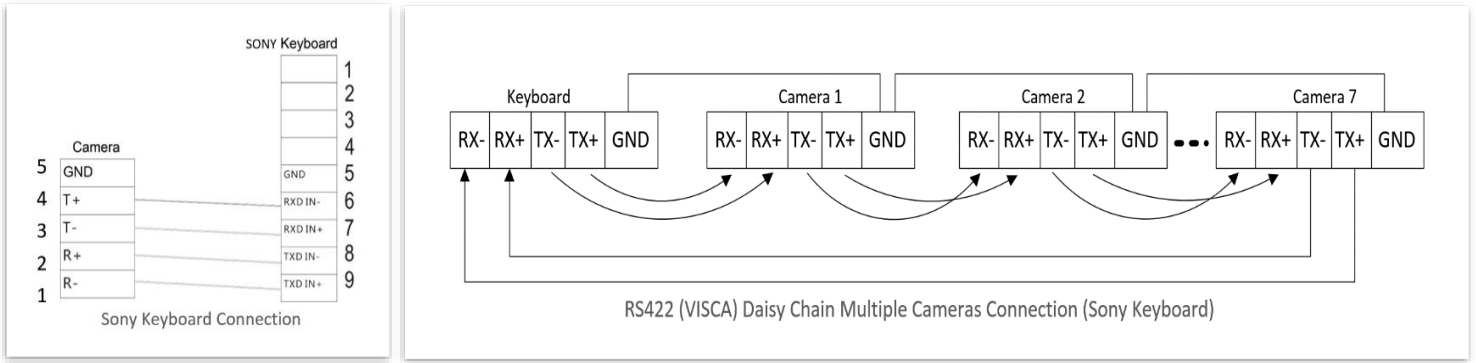 SONY Keyboard
1
2
3
4
Camera
5 GND GND 5
4 T+ RXD IN- 6
3 T- RXD IN+ 7
2 R+ TXD IN- 8
1 R- TXD IN+ 9
Sony Keyboard Connection
Keyboard Camera 1 Camera 2 Camera 7
RX- RX+ TX- TX+ GND RX- RX+ TX- TX+ GND RX- RX+ TX- TX+ GND RX- RX+ TX- TX+ GND
RS422 (VISCA) Daisy Chain Multiple Cameras Connection (Sony Keyboard)